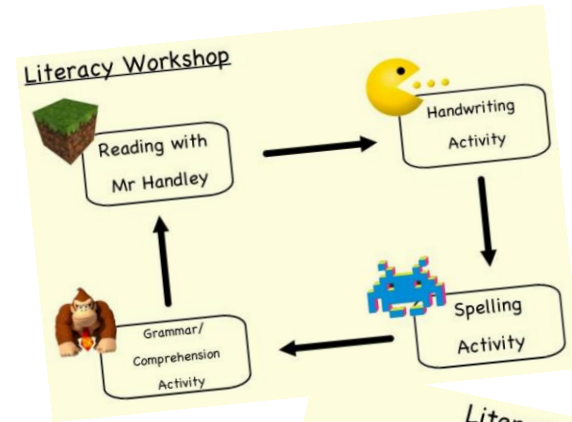 Literacy Workshop
Reading with
Mr Handley
Handwriting
Activity
Spelling
Activity
Grammar/
Comprehension
Activity